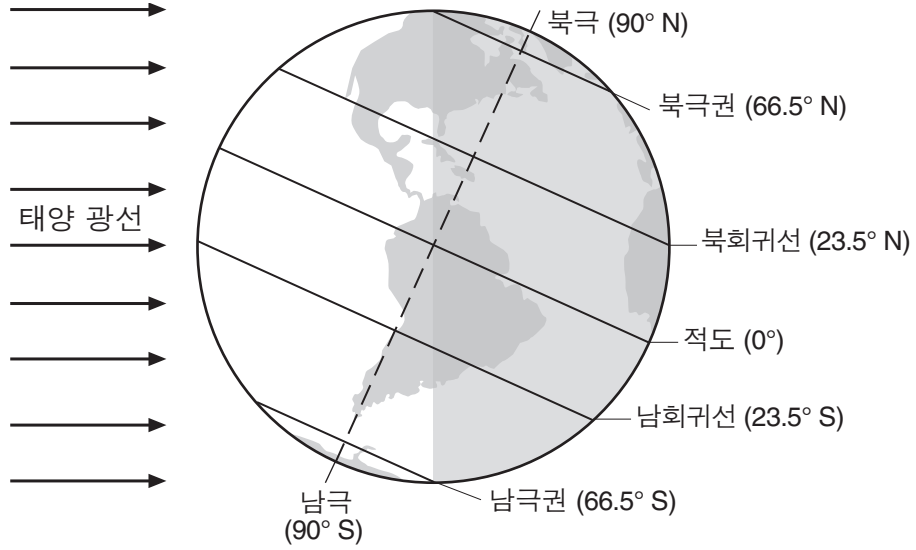 북극 (90° N)
북극권 (66.5° N)
태양 광선
북회귀선 (23.5° N)
적도 (0°)
남회귀선 (23.5° S)
남극권 (66.5° S)
남극
(90° S)